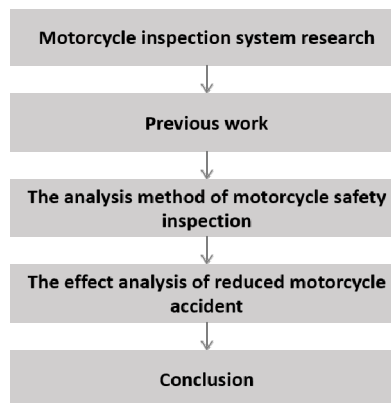 Motorcycle inspection system research
Previous work
The analysis method of motorcycle safety
inspection
The effect analysis of reduced motorcycle
accident
Conclusion